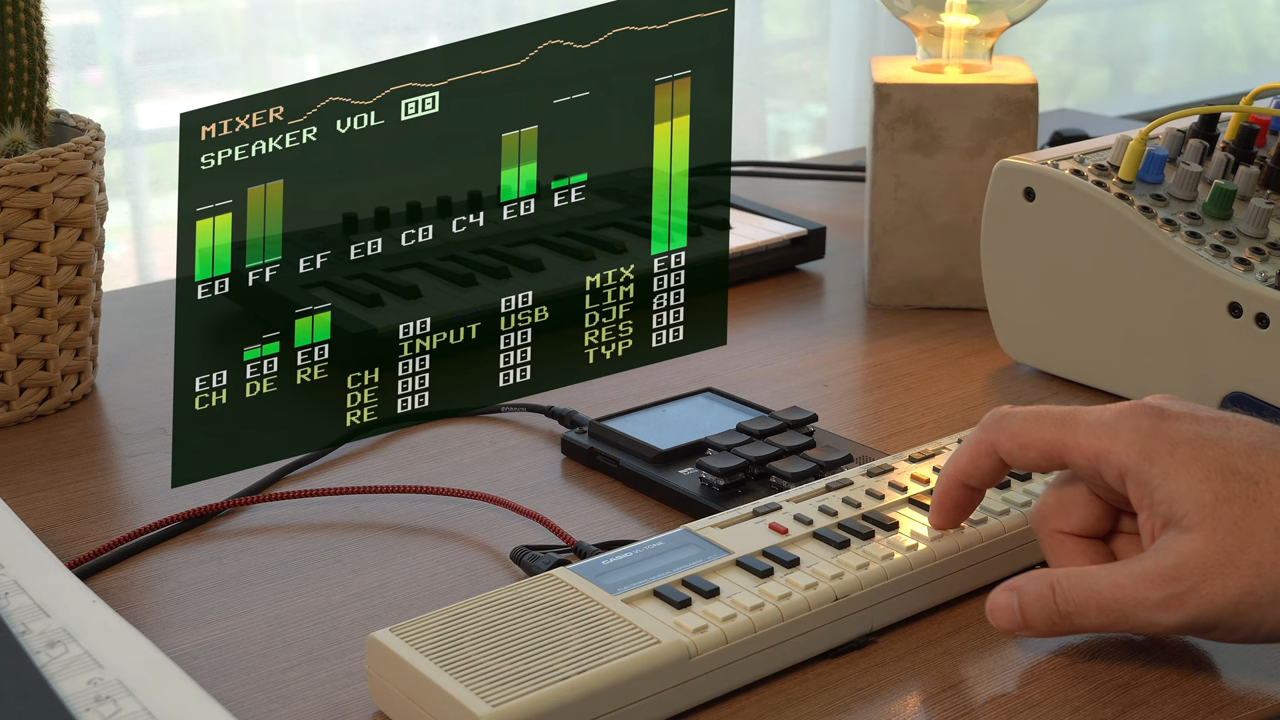 MIXER
SPEAKER VOL 00
E0 FF EF E0 C0 C4 E0 EE E0
E0 E0 E0
CH DE RE
00 00
INPUT USB
CH 00 00
DE 00 00
RE 00 00
MIX 00
LIM 80
DJF 00
RES 00
TYP
CASIO VL-TONE